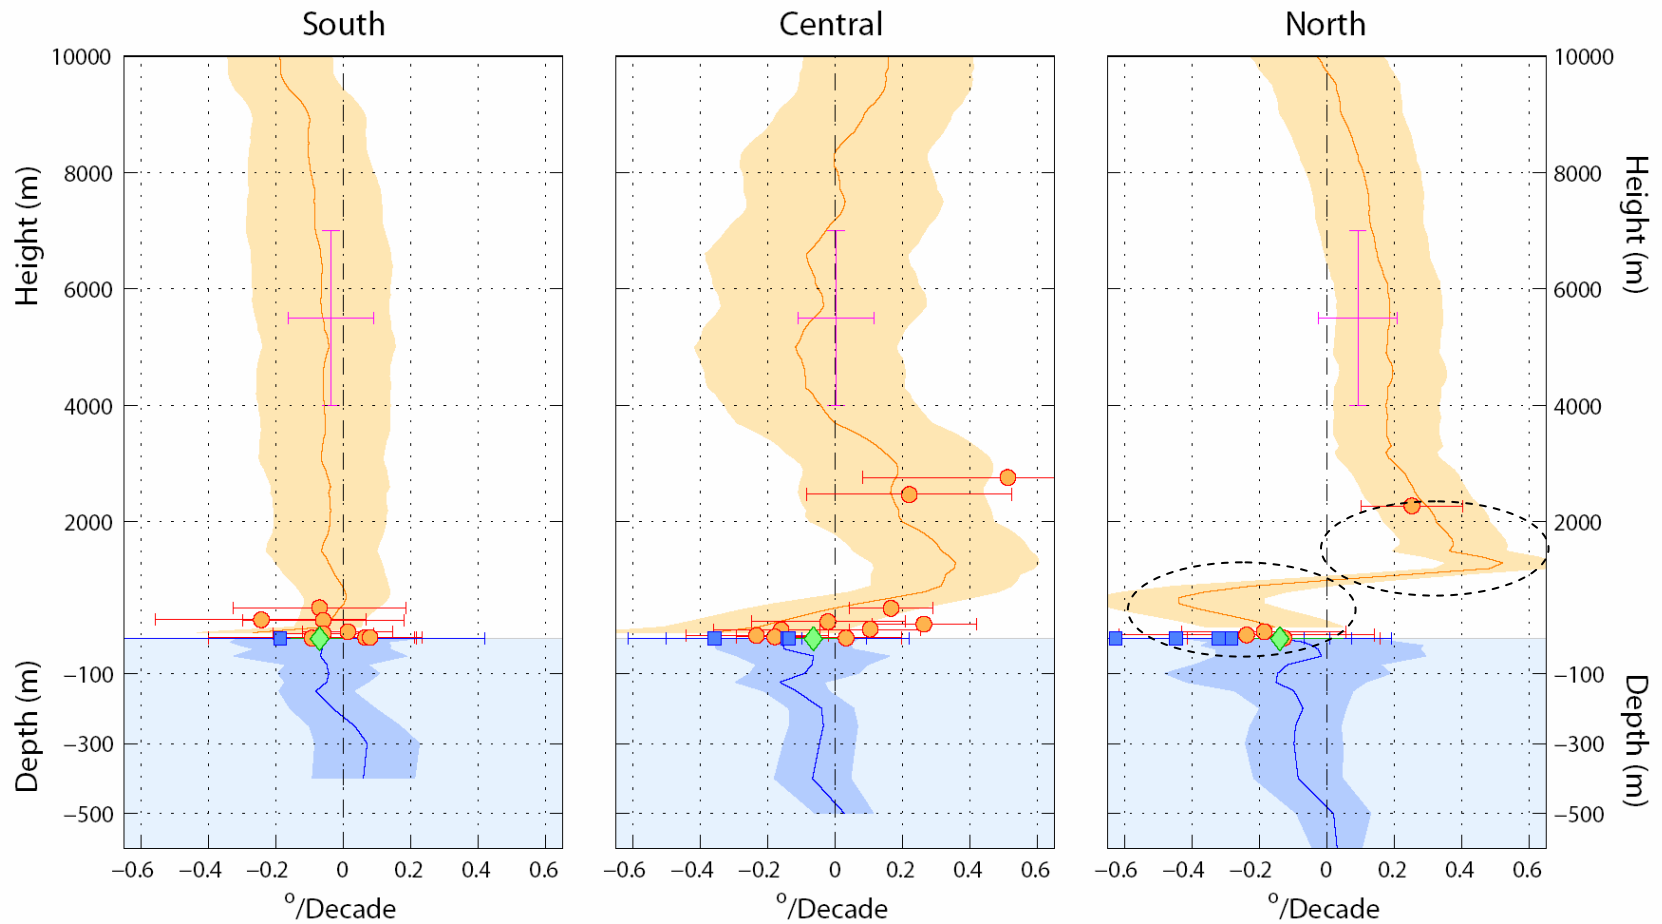 South Central North
10000 10000
8000 8000
6000 6000
4000 4000
2000 2000
−100 −100
−300 −300
−500 −500
Height (m)
Depth (m)
Height (m)
Depth (m)
−0.6 −0.4 −0.2 0 0.2 0.4 0.6 −0.6 −0.4 −0.2 0 0.2 0.4 0.6 −0.6 −0.4 −0.2 0 0.2 0.4 0.6
o/Decade o/Decade o/Decade